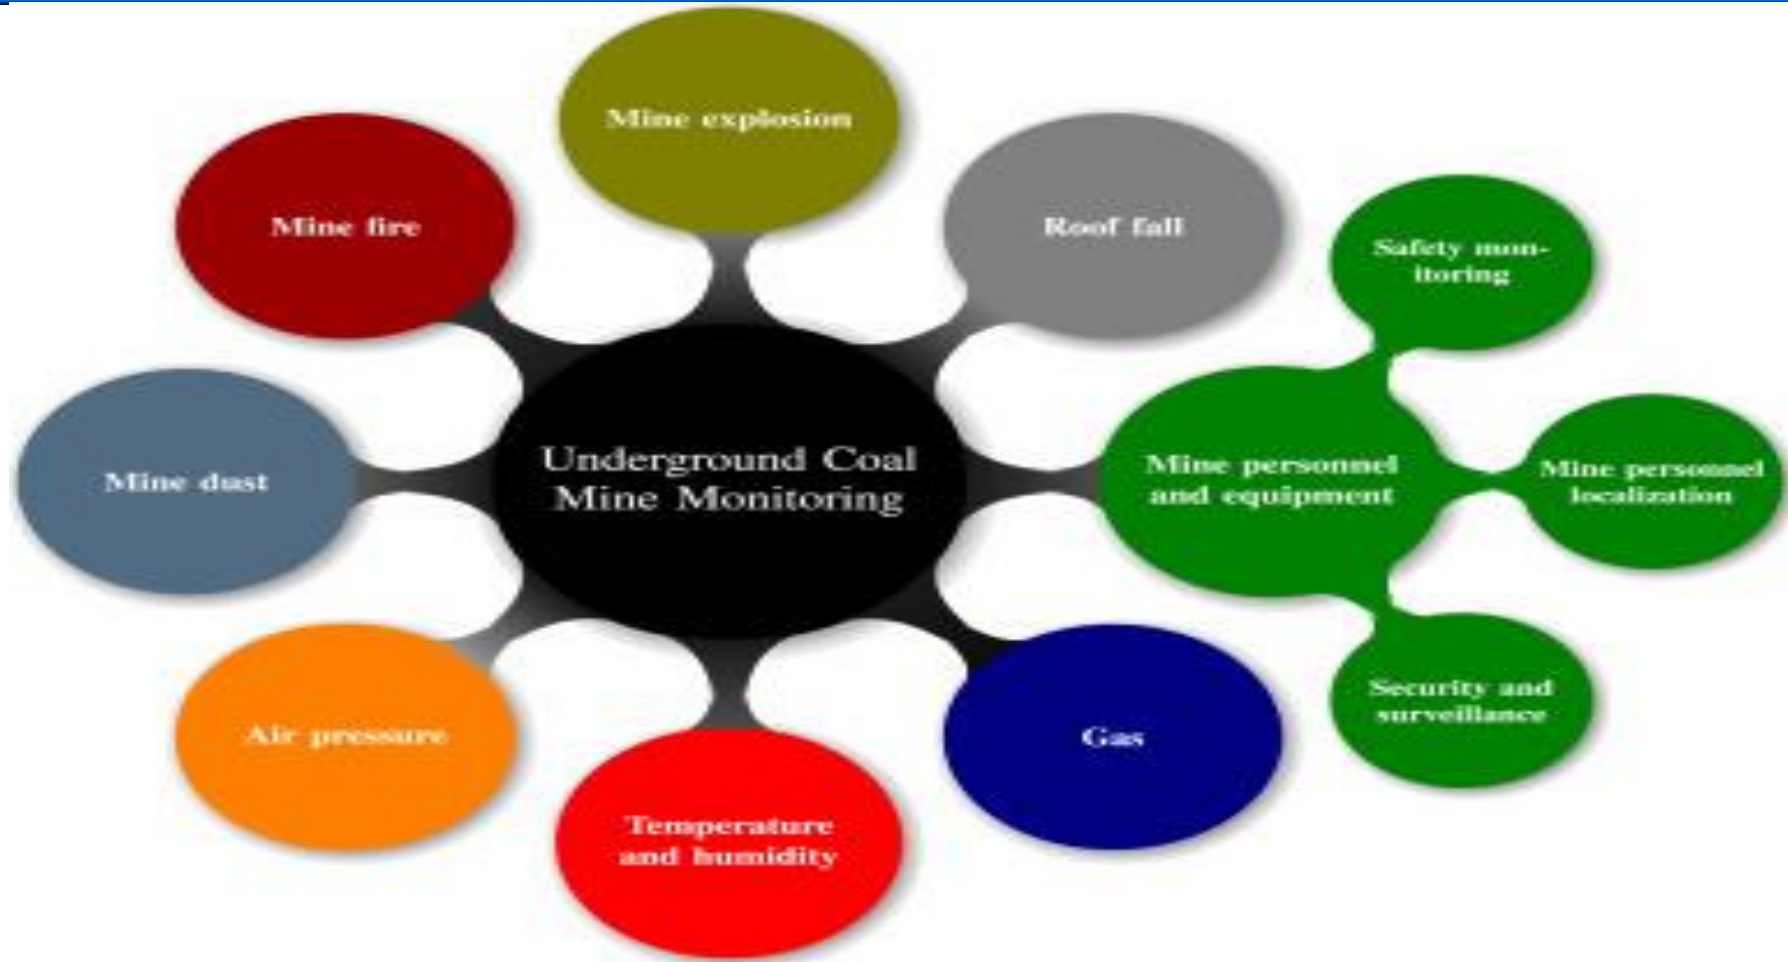 Mine explosion
Mine fire
Roof fall
Safety mon-
itoring
Underground Coal
Mine Monitoring
Mine personnel
and equipment
Mine personnel
localization
Mine dust
Security and
surveillance
Air pressure
Gas
Temperature
and humidity